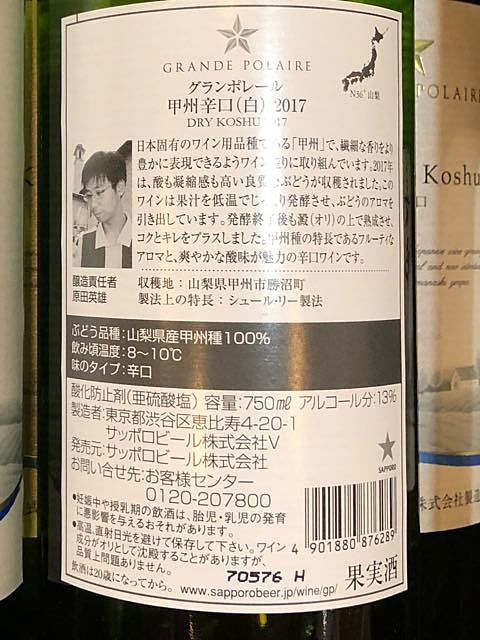 GRANDE POLAIRE
グランポレール
甲州辛口(白)2017
DRY KOSHU 2017
N36° 山梨
日本固有のワイン用品種である「甲州」で、繊細な香りをより
豊かに表現できるようワイン造りに取り組んでいます。2017年
は、酸も凝縮感も高い良質なぶどうが収穫されました。この
ワインは果汁を低温でじっくり発酵させ、ぶどうのアロマを
引き出しています。発酵終了後も澱(オリ)の上で熟成させ、
コクとキレをプラスしました。甲州種の特長であるフルーティな
アロマと、爽やかな酸味が魅力の辛口ワインです。
醸造責任者
原田英雄
収穫地:山梨県甲州市勝沼町
製法上の特長:シュール・リー製法
ぶどう品種:山梨県産甲州種100%
飲み頃温度:8~10℃
味のタイプ:辛口
酸化防止剤(亜硫酸塩) 容量:750㎖ アルコール分:13%
製造者:東京都渋谷区恵比寿4-20-1
サッポロビール株式会社V
発売元:サッポロビール株式会社
お問い合せ先:お客様センター
0120-207800
SAPPORO
●妊娠中や授乳期の飲酒は、胎児・乳児の発育
に悪影響を与えるおそれがあります。
●高温、直射日光を避けて保存して下さい。ワイン
成分がオリとして沈殿することがありますが、
品質上問題ありません。
飲酒は20歳になってから。
4 901880 876289
70576 H
果実酒
www.sapporobeer.jp/wine/gp/
POLAIRE
Koshu
口
株式会社製造